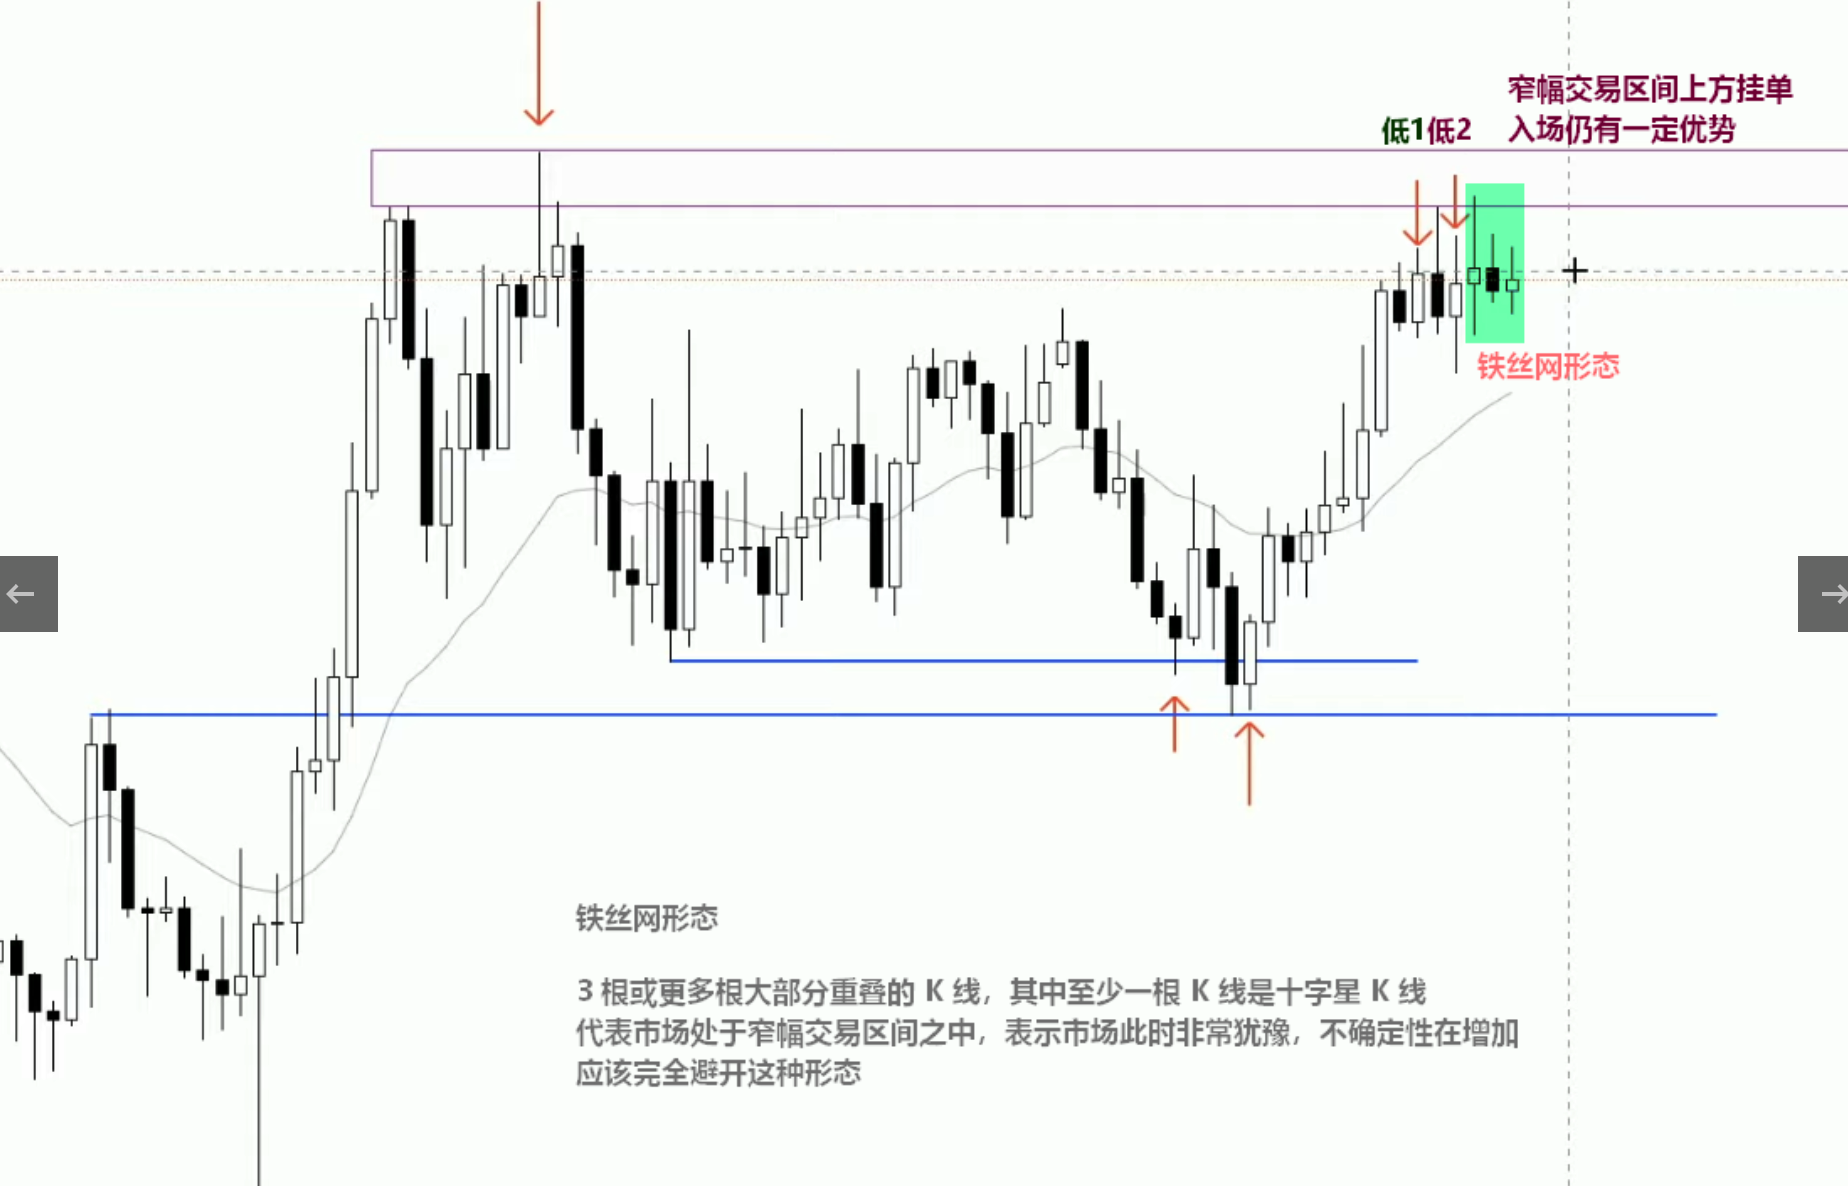 窄幅交易区间上方挂单
入场仍有一定优势
低1低2
铁丝网形态
铁丝网形态
3 根或更多根大部分重叠的 K 线，其中至少一根 K 线是十字星 K 线
代表市场处于窄幅交易区间之中，表示市场此时非常犹豫，不确定性在增加
应该完全避开这种形态